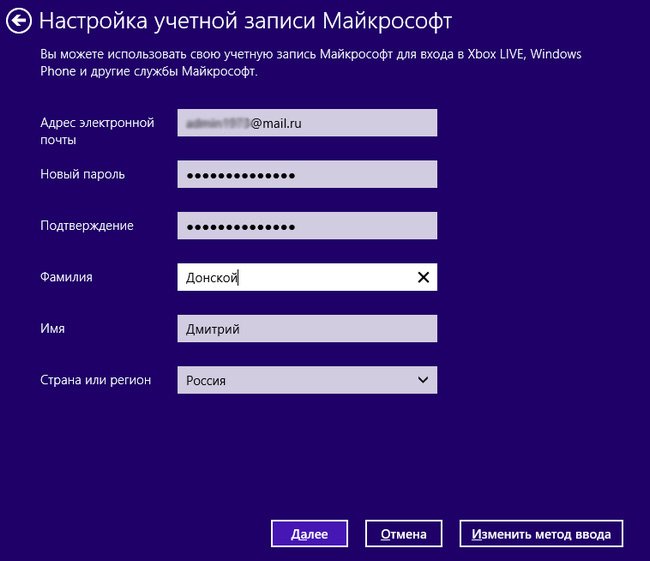 Настройка учетной записи Майкрософт
Вы можете использовать свою учетную запись Майкрософт для входа в Xbox LIVE, Windows
Phone и другие службы Майкрософт.
Адрес электронной
почты
@mail.ru
Новый пароль
●●●●●●●●●●●●●●
Подтверждение
●●●●●●●●●●●●●●
Фамилия
Донской
Имя
Дмитрий
Страна или регион
Россия
Далее
Отмена
Изменить метод ввода